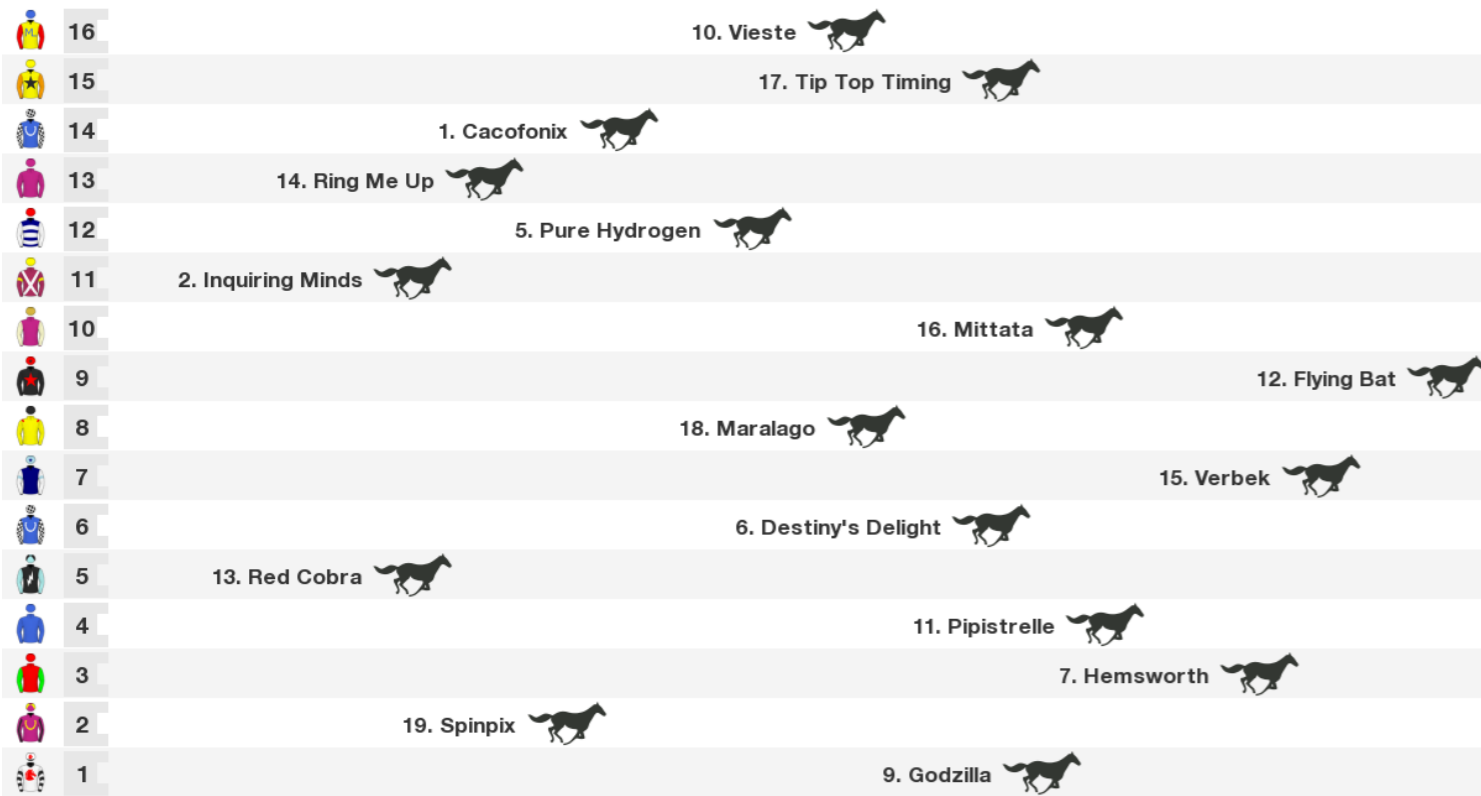 16 10. Vieste
15 17. Tip Top Timing
14 1. Cacofonix
13 14. Ring Me Up
12 5. Pure Hydrogen
11 2. Inquiring Minds
10 16. Mittata
9 12. Flying Bat
8 18. Maralago
7 15. Verbek
6 6. Destiny's Delight
5 13. Red Cobra
4 11. Pipistrelle
3 7. Hemsworth
2 19. Spinpix
1 9. Godzilla